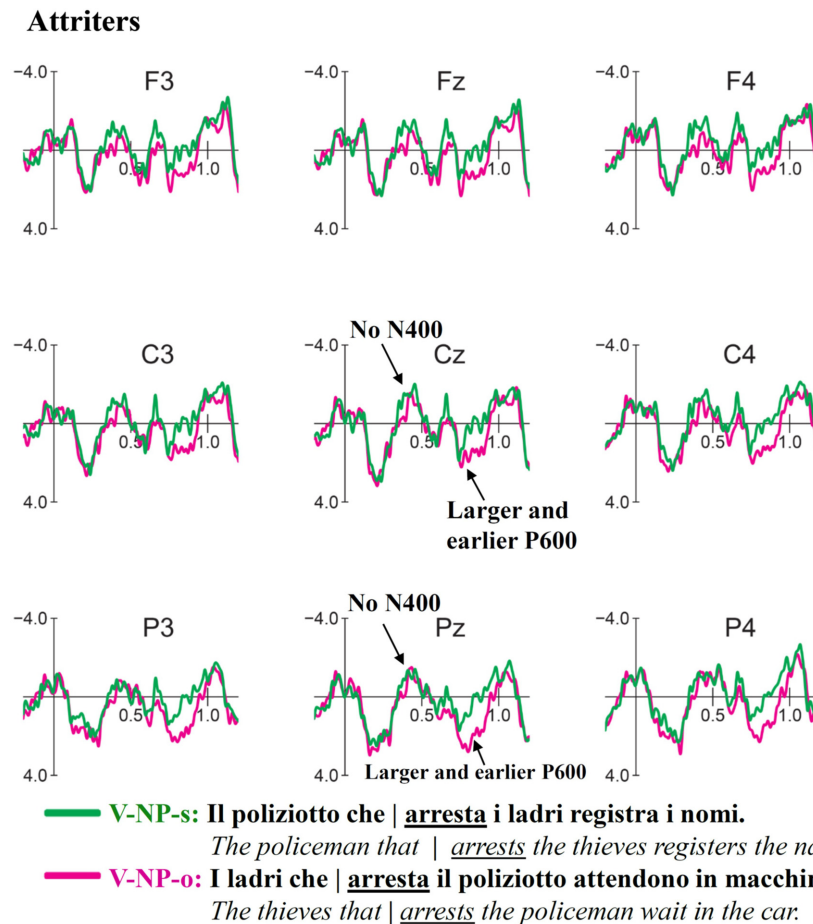 Attriters
−4.0 F3 −4.0 Fz −4.0 F4
0.5 1.0 0.5 1.0 0.5 1.0
4.0 4.0 4.0
No N400
−4.0 C3 −4.0 Cz −4.0 C4
0.5 1.0 0.5 1.0 0.5 1.0
4.0 4.0 4.0
Larger and
earlier P600
No N400
−4.0 P3 −4.0 Pz −4.0 P4
0.5 1.0 0.5 1.0 0.5 1.0
4.0 4.0 4.0
Larger and earlier P600
V-NP-s: Il poliziotto che | arresta i ladri registra i nomi.
The policeman that | arrests the thieves registers the
V-NP-o: I ladri che | arresta il poliziotto attendono in
The thieves that | arrests the policeman wait in the car.